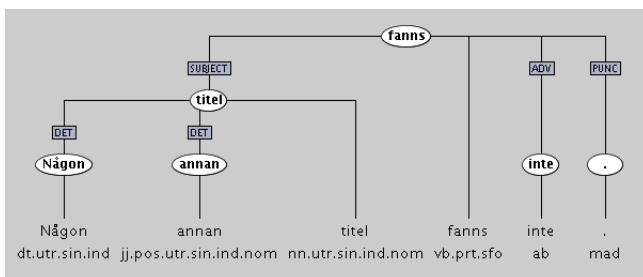 fanns
SUBJECT ADV PUNC
titel
DET DET
Någon annan inte .
Någon annan titel fanns inte .
dt.utr.sin.ind jj.pos.utr.sin.ind.nom nn.utr.sin.ind.nom vb.prt.sfo ab mad